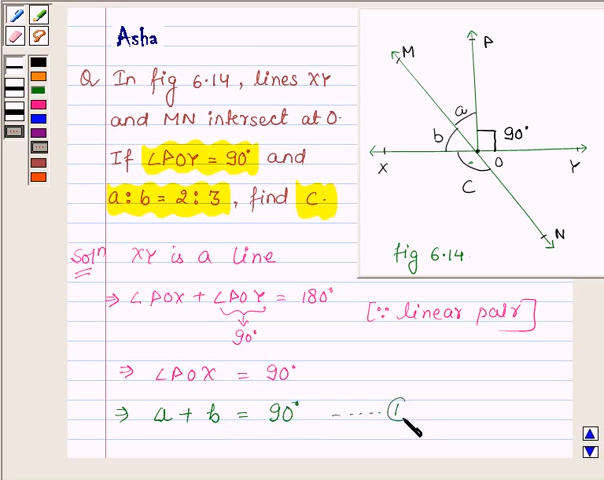 Asha
Q In fig 6.14, lines XY
and MN intersect at O.
If ∠POY = 90° and
a : b = 2 : 3, find c.
Solⁿ XY is a line
⇒ ∠POX + ∠POY = 180°
90°
[∵ linear pair]
⇒ ∠POX = 90°
⇒ a + b = 90° ----- (1
M
P
a
b
90°
X
O
Y
C
N
fig 6.14